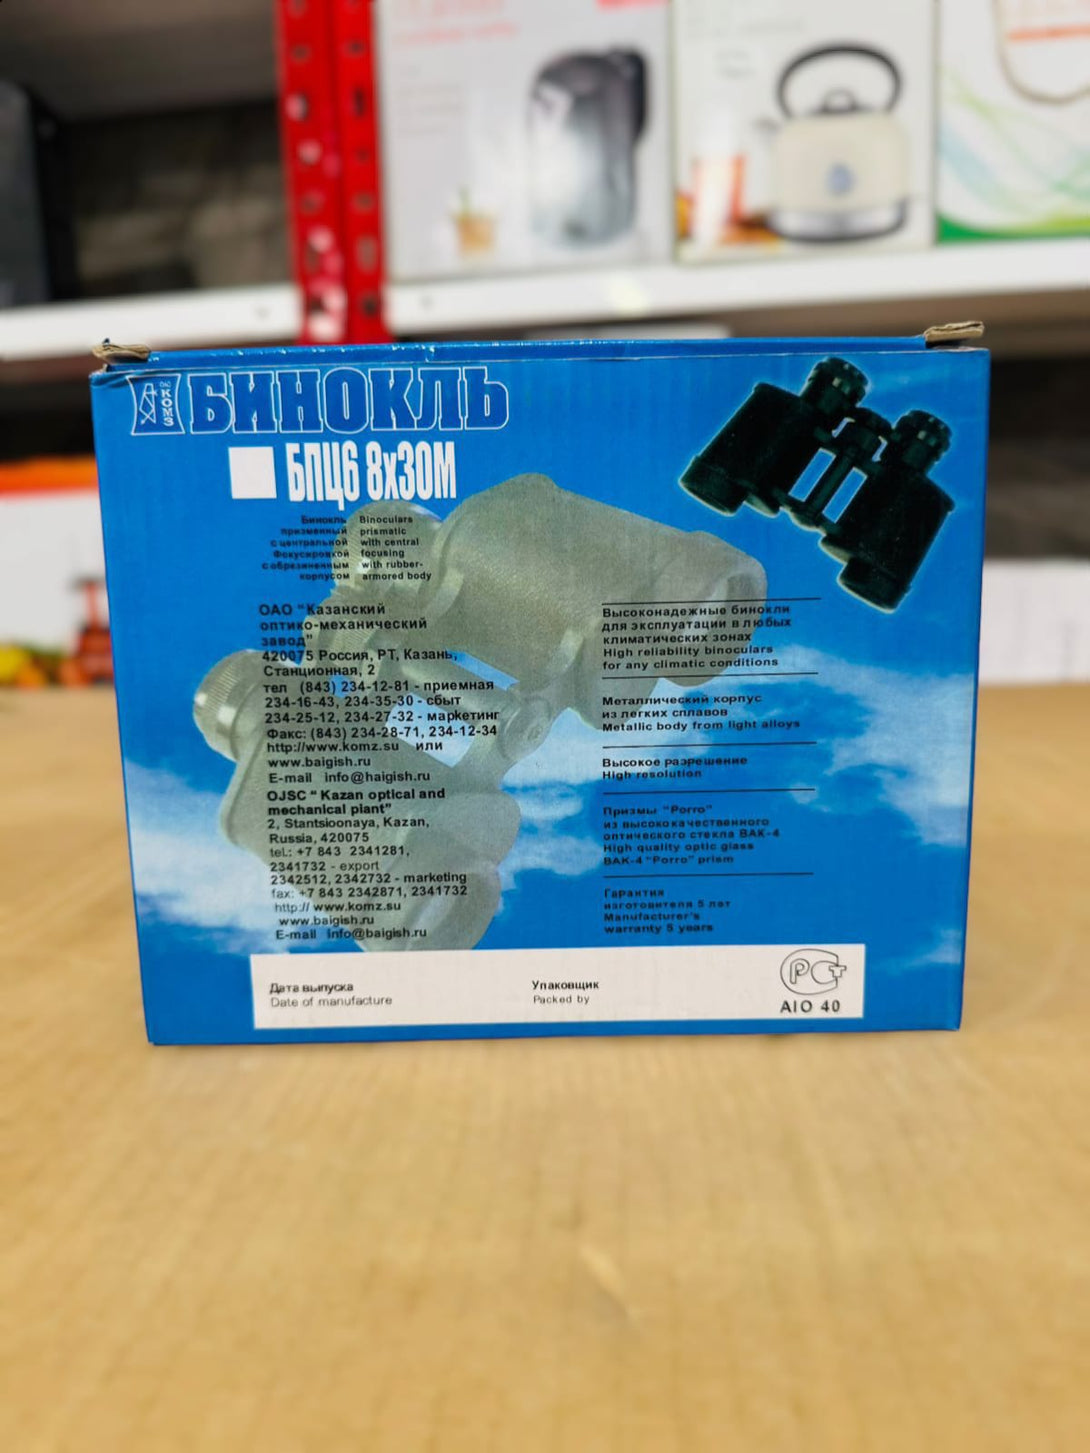 КОМЗ
БИНОКЛЬ
БПЦ6 8x30М
Бинокль
призменный
с центральной
Фокусировкой
с обрезиненным
корпусом
Binoculars
prismatic
with central
focusing
with rubber-
armored body
ОАО “Казанский
оптико-механический
завод”
420075 Россия, РТ, Казань,
Станционная, 2
тел (843) 234-12-81 - приемная
234-16-43, 234-35-30 - сбыт
234-25-12, 234-27-32 - маркетинг
Факс: (843) 234-28-71, 234-12-34
http://www.komz.su или
www.baigish.ru
E-mail info@haigish.ru
OJSC “ Kazan optical and
mechanical piant”
2, Stantsioonaya, Kazan,
Russia, 420075
tel.: +7 843 2341281,
2341732 - export
2342512, 2342732 - marketing
fax: +7 843 2342871, 2341732
http:// www.komz.su
www.baigish.ru
E-mail info@baigish.ru
Высоконадежные бинокли
для эксплуатации в любых
климатических зонах
High reliability binoculars
for any climatic conditions
Металлический корпус
из легких сплавов
Metallic body from light alloys
Высокое разрешение
High resolution
Призмы “Porro”
из высококачественного
оптического стекла ВАК-4
High quality optic glass
BAK-4 “Porro” prism
Гарантия
изготовителя 5 лет
Manufacturer's
warranty 5 years
Дата выпуска
Date of manufacture
Упаковщик
Packed by
РСТ
АІО 40